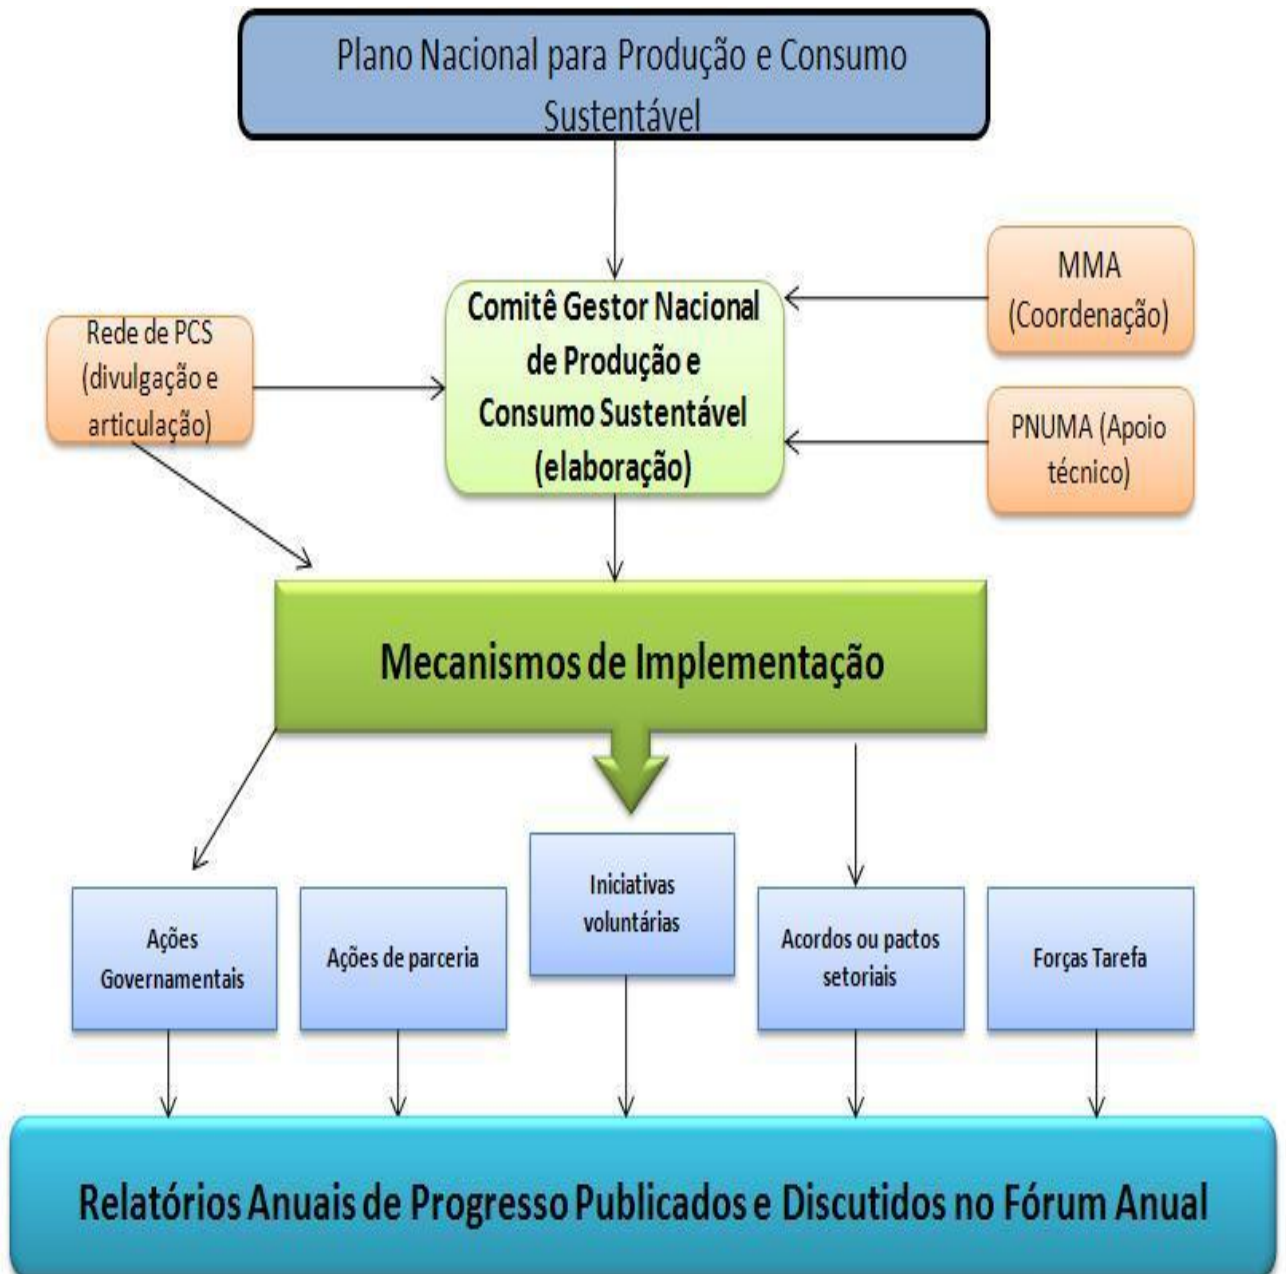 Plano Nacional para Produção e Consumo
Sustentável
MMA
(Coordenação)
Comitê Gestor Nacional
de Produção e
Consumo Sustentável
(elaboração)
Rede de PCS
(divulgação e
articulação)
PNUMA (Apoio
técnico)
Mecanismos de Implementação
Ações
Governamentais
Ações de parceria
Iniciativas
voluntárias
Acordos ou pactos
setoriais
Forças Tarefa
Relatórios Anuais de Progresso Publicados e Discutidos no Fórum Anual